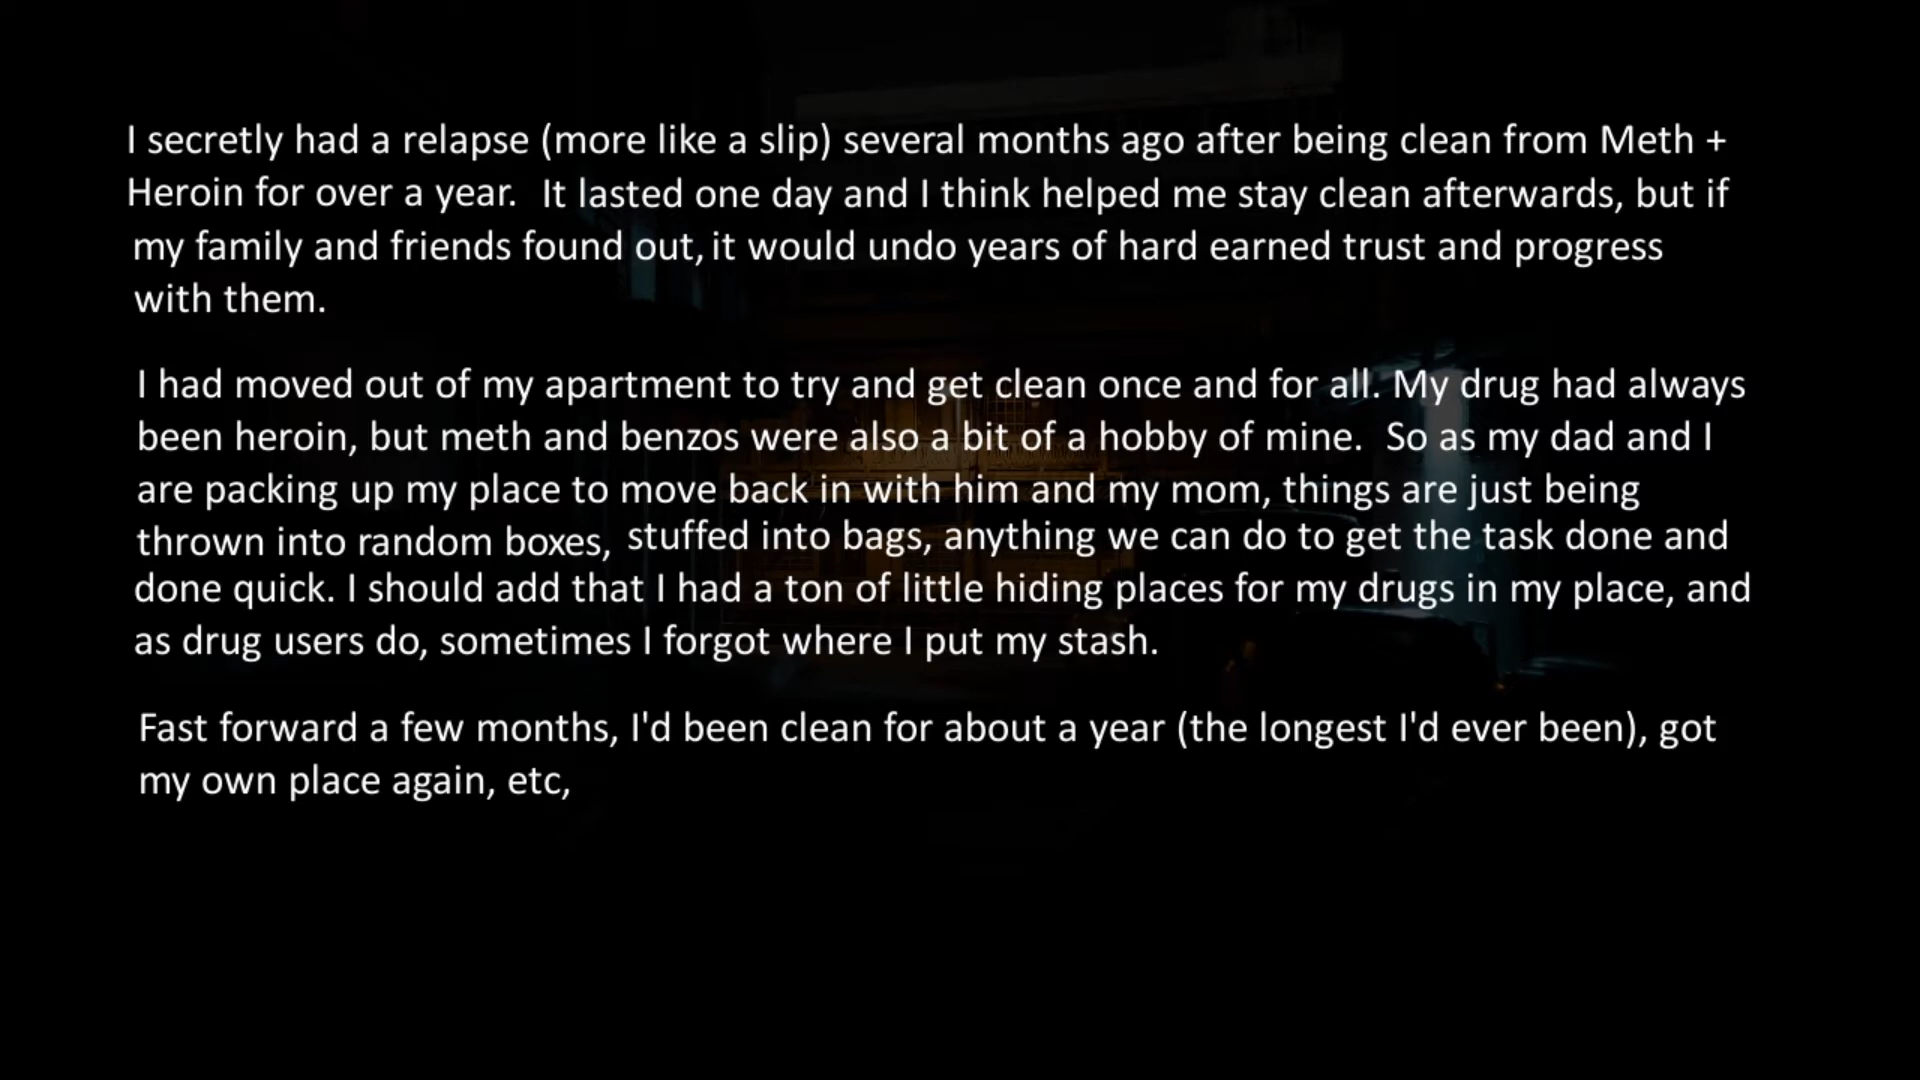 I secretly had a relapse (more like a slip) several months ago after being clean from Meth +
Heroin for over a year.  It lasted one day and I think helped me stay clean afterwards, but if
my family and friends found out, it would undo years of hard earned trust and progress
with them.
I had moved out of my apartment to try and get clean once and for all. My drug had always
been heroin, but meth and benzos were also a bit of a hobby of mine.  So as my dad and I
are packing up my place to move back in with him and my mom, things are just being
thrown into random boxes, stuffed into bags, anything we can do to get the task done and
done quick. I should add that I had a ton of little hiding places for my drugs in my place, and
as drug users do, sometimes I forgot where I put my stash.
Fast forward a few months, I'd been clean for about a year (the longest I'd ever been), got
my own place again, etc,